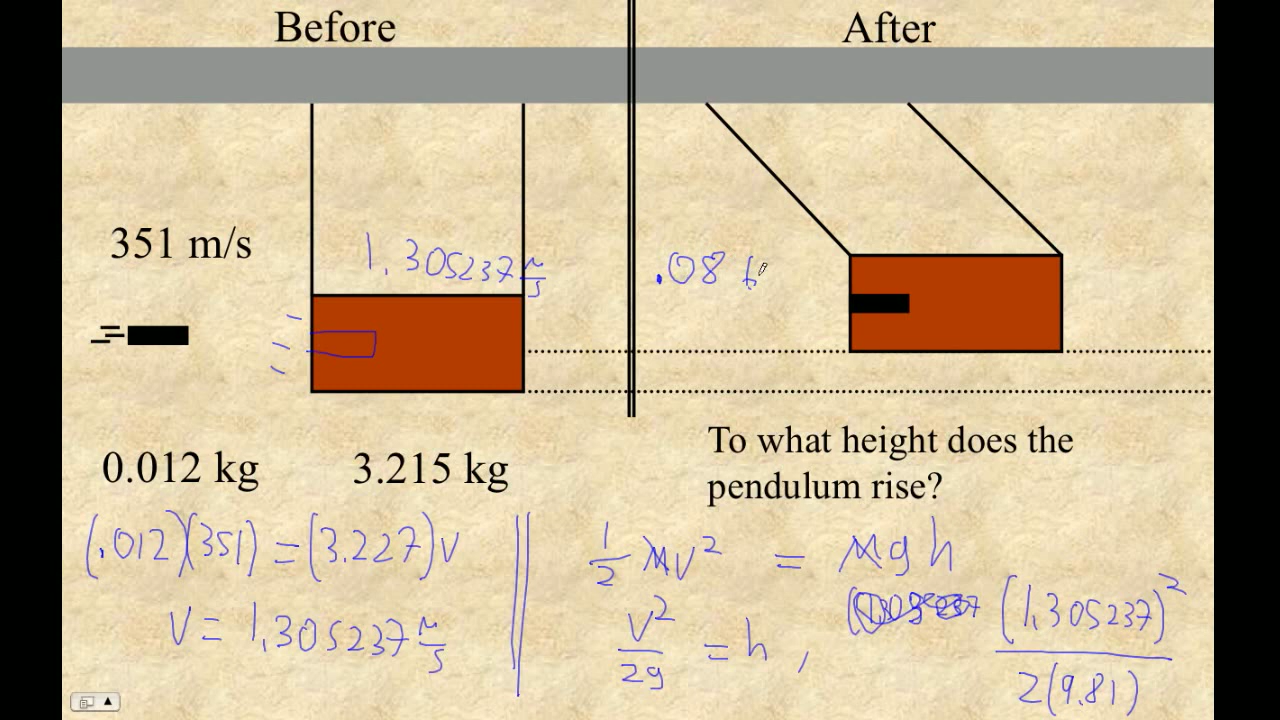 Before
After
351 m/s
1.305237 m/s
.08
0.012 kg
3.215 kg
To what height does the
pendulum rise?
(.012)(351) = (3.227)V
V = 1.305237 m/s
1/2 MV² = Mgh
V²/2g = h,
(1.305237)²/2(9.81)